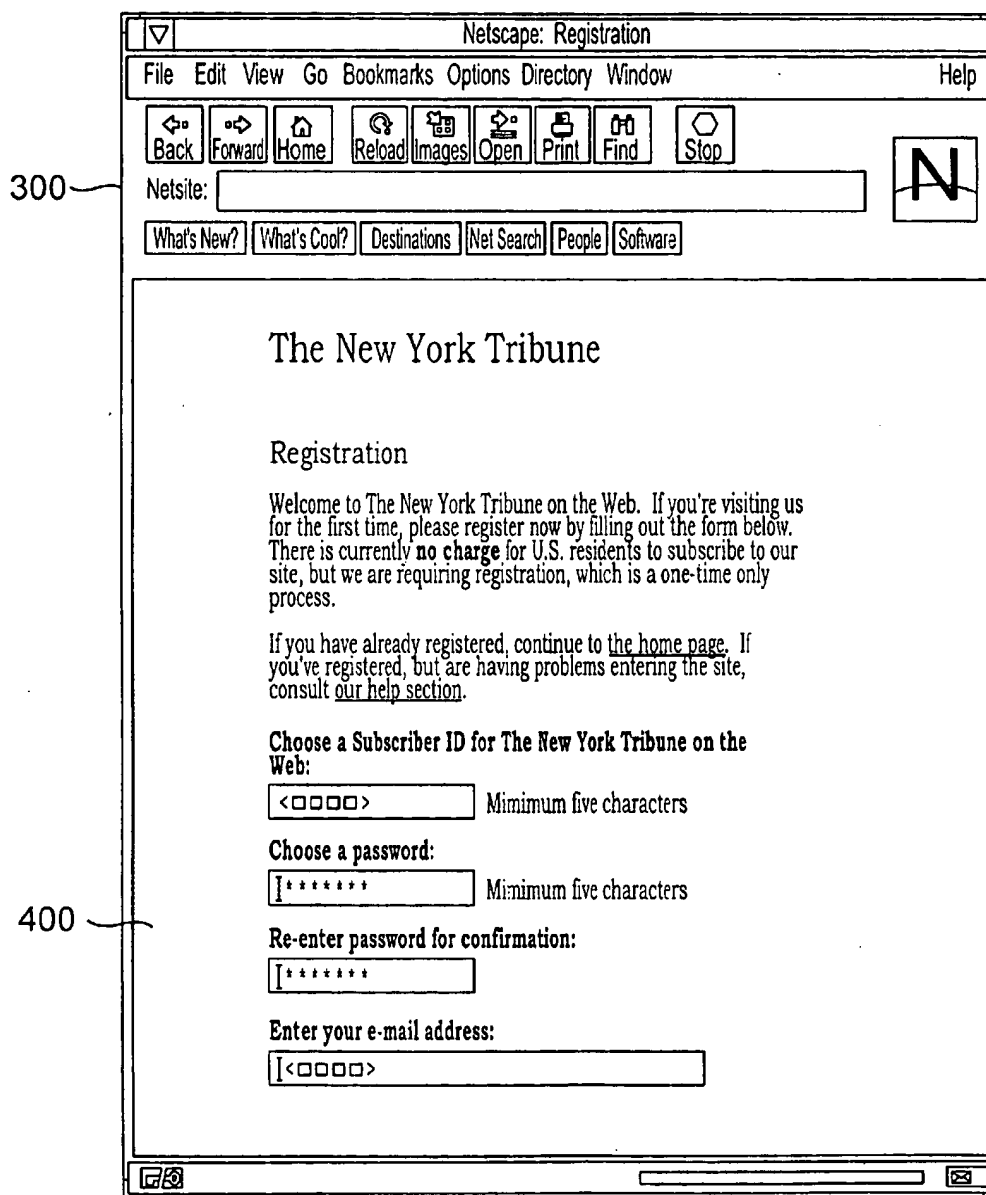 Netscape: Registration
File Edit View Go Bookmarks Options Directory Window Help
Back Forward Home Reload Images Open Print Find Stop
N
300
Netsite:
What's New? What's Cool? Destinations Net Search People Software
The New York Tribune
Registration
Welcome to The New York Tribune on the Web. If you're visiting us
for the first time, please register now by filling out the form below.
There is currently no charge for U.S. residents to subscribe to our
site, but we are requiring registration, which is a one-time only
process.
If you have already registered, continue to the home page. If
you've registered, but are having problems entering the site,
consult our help section.
Choose a Subscriber ID for The New York Tribune on the
Web:
<□□□□> Mimimum five characters
Choose a password:
******* Minimum five characters
400
Re-enter password for confirmation:
*******
Enter your e-mail address:
<□□□□>